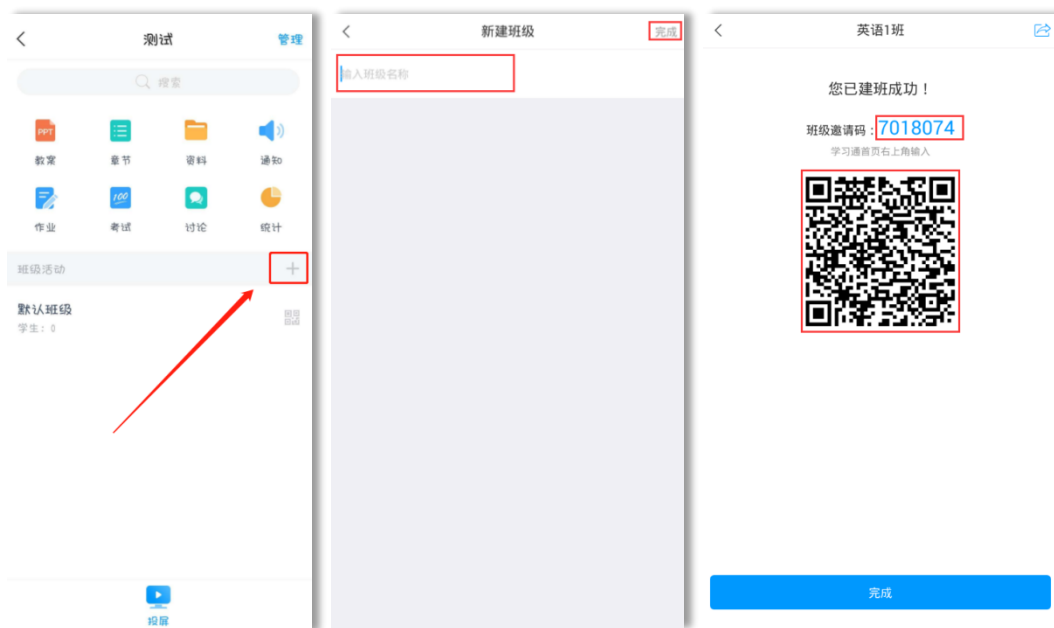 测试
管理
搜索
PPT
教案
章节
资料
通知
100
作业
考试
讨论
统计
班级活动
默认班级
学生：0
投屏
新建班级
完成
输入班级名称
英语1班
您已建班成功！
班级邀请码：7018074
学习通首页右上角输入
完成